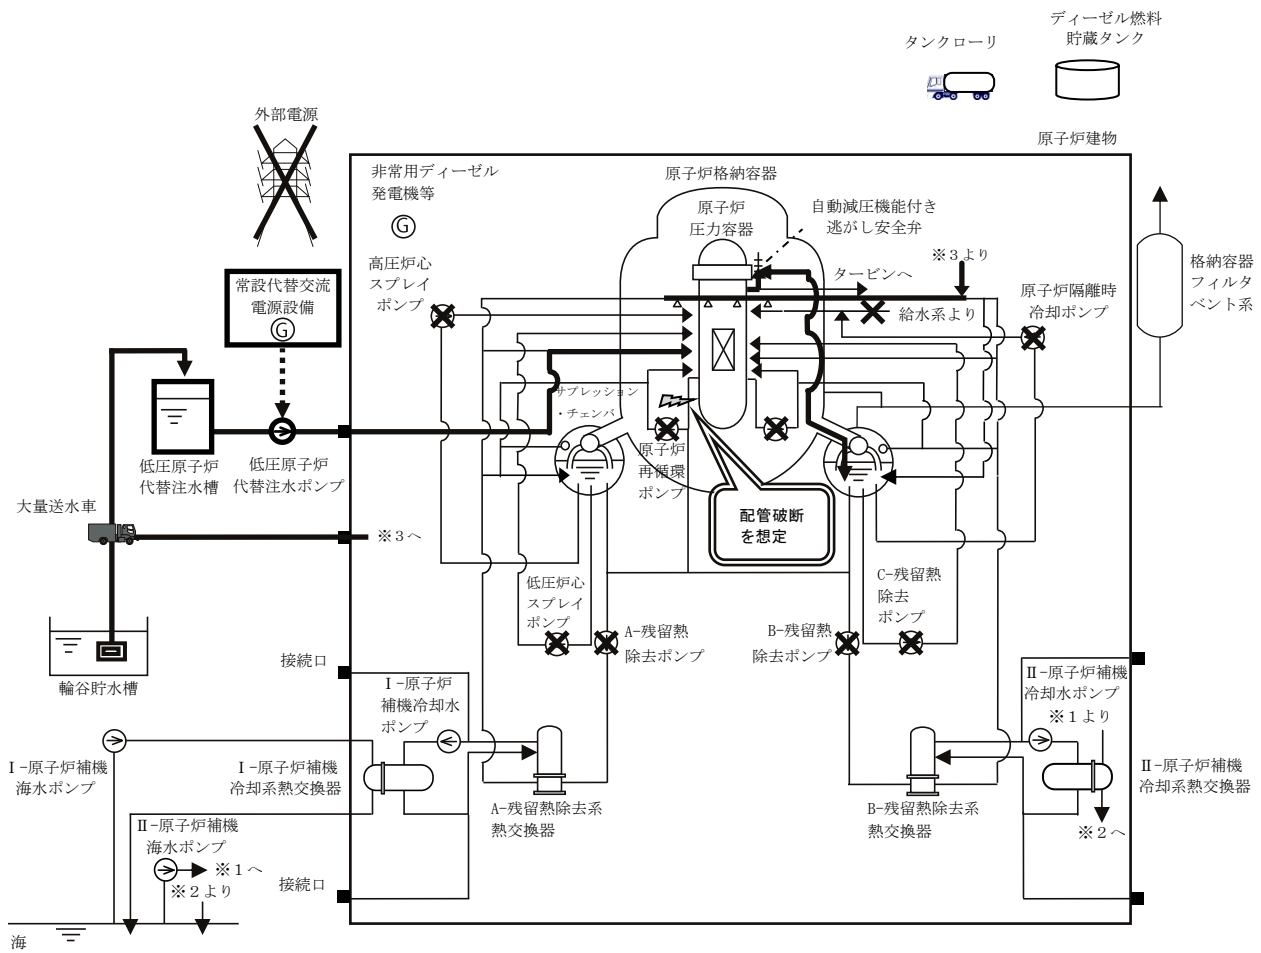 タンクローリ
ディーゼル燃料
貯蔵タンク
外部電源
原子炉建物
非常用ディーゼル
発電機等
G
原子炉格納容器
原子炉
圧力容器
自動減圧機能付き
逃がし安全弁
※3より
高圧炉心
スプレイ
ポンプ
タービンへ
給水系より
原子炉隔離時
冷却ポンプ
格納容器
フィルタ
ベント系
常設代替交流
電源設備
G
サプレッション
・チェンバ
低圧原子炉
代替注水槽
低圧原子炉
代替注水ポンプ
原子炉
再循環
ポンプ
配管破断
を想定
大量送水車
※3へ
低圧炉心
スプレイ
ポンプ
A-残留熱
除去ポンプ
B-残留熱
除去ポンプ
C-残留熱
除去
ポンプ
輪谷貯水槽
接続口
Ⅰ-原子炉
補機冷却水
ポンプ
Ⅱ-原子炉補機
冷却水ポンプ
※1より
Ⅰ-原子炉補機
海水ポンプ
Ⅰ-原子炉補機
冷却系熱交換器
A-残留熱除去系
熱交換器
B-残留熱除去系
熱交換器
Ⅱ-原子炉補機
冷却系熱交換器
※2へ
Ⅱ-原子炉補機
海水ポンプ
※1へ
※2より
接続口
海